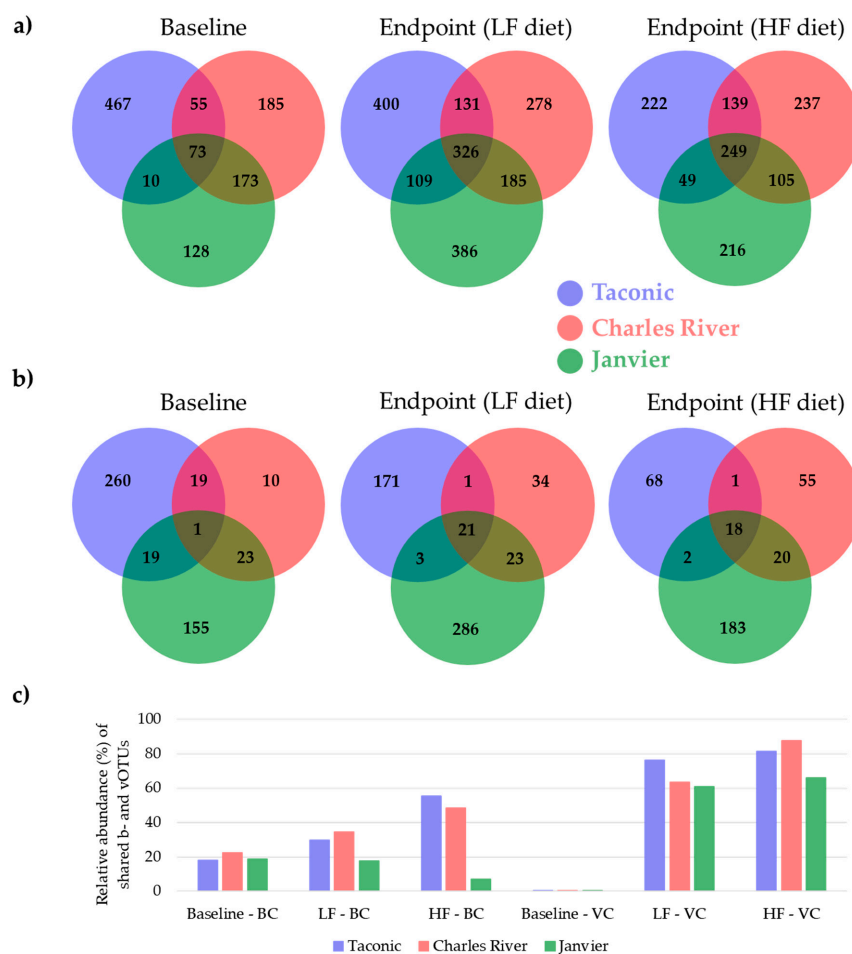 a)
Baseline Endpoint (LF diet) Endpoint (HF diet)
467 55 185 400 131 278 222 139 237
73 326 249
10 173 109 185 49 105
128 386 216
Taconic
Charles River
Janvier
b)
Baseline Endpoint (LF diet) Endpoint (HF diet)
260 19 10 171 1 34 68 1 55
1 21 18
19 23 3 23 2 20
155 286 183
c)
Relative abundance (%) of
shared b- and vOTUs
100
80
60
40
20
0
Baseline - BC LF - BC HF - BC Baseline - VC LF - VC HF - VC
Taconic Charles River Janvier